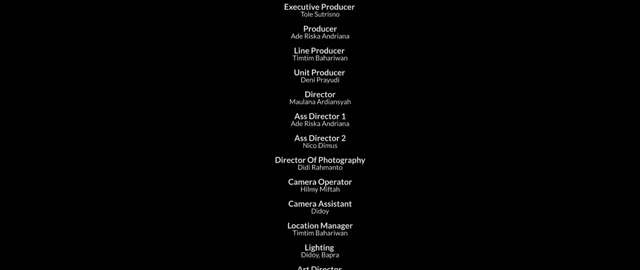 Executive Producer
Tole Sutrisno
Producer
Ade Riska Andriana
Line Producer
Timtim Bahariwan
Unit Producer
Deni Prayudi
Director
Maulana Ardiansyah
Ass Director 1
Ade Riska Andriana
Ass Director 2
Nico Dimus
Director Of Photography
Didi Rahmanto
Camera Operator
Hilmy Miftah
Camera Assistant
Didoy
Location Manager
Timtim Bahariwan
Lighting
Didoy, Bapra
Art Director